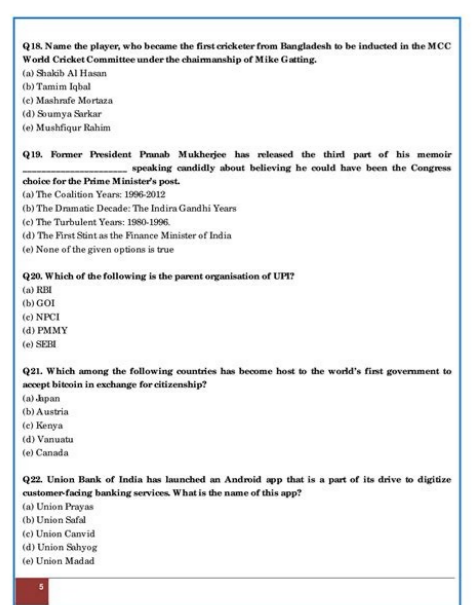 Q18. Name the player, who became the first cricketer from Bangladesh to be inducted in the MCC
World Cricket Committee under the chairmanship of Mike Gatting.
(a) Shakib Al Hasan
(b) Tamim Iqbal
(c) Mashrafe Mortaza
(d) Soumya Sarkar
(e) Mushfiqur Rahim
Q19. Former President Pranab Mukherjee has released the third part of his memoir
____________________ speaking candidly about believing he could have been the Congress
choice for the Prime Minister's post.
(a) The Coalition Years: 1996-2012
(b) The Dramatic Decade: The Indira Gandhi Years
(c) The Turbulent Years: 1980-1996.
(d) The First Stint as the Finance Minister of India
(e) None of the given options is true
Q20. Which of the following is the parent organisation of UPI?
(a) RBI
(b) GOI
(c) NPCI
(d) PMMY
(e) SEBI
Q21. Which among the following countries has become host to the world's first government to
accept bitcoin in exchange for citizenship?
(a) Japan
(b) Austria
(c) Kenya
(d) Vanuatu
(e) Canada
Q22. Union Bank of India has launched an Android app that is a part of its drive to digitize
customer-facing banking services. What is the name of this app?
(a) Union Prayas
(b) Union Safal
(c) Union Canvid
(d) Union Sahyog
(e) Union Madad
5